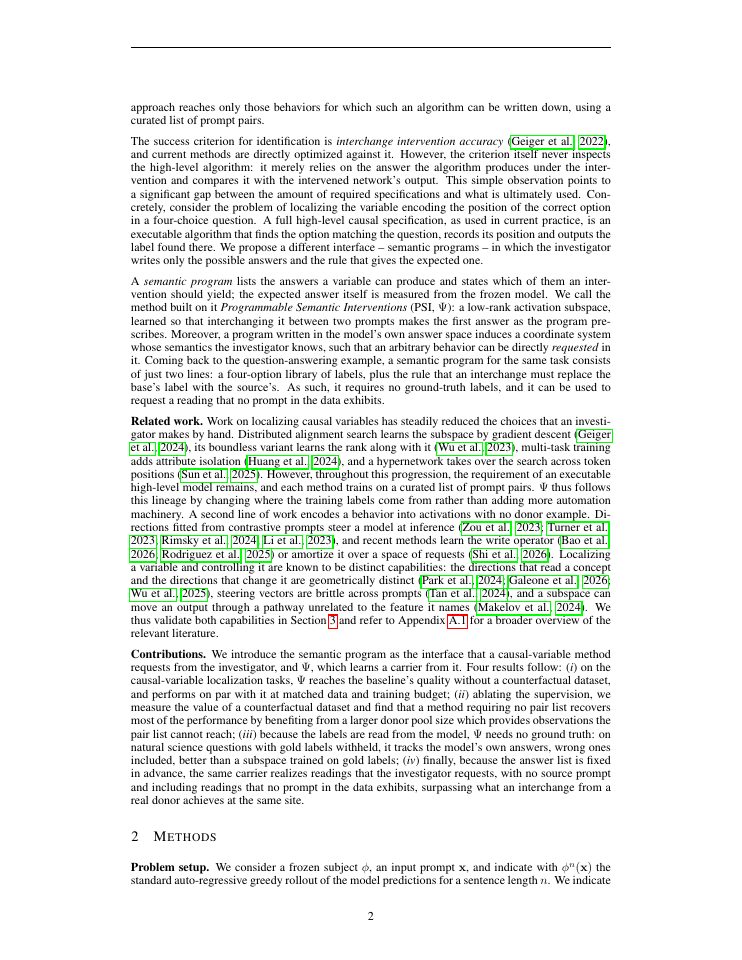 approach reaches only those behaviors for which such an algorithm can be written down, using a
curated list of prompt pairs.
The success criterion for identification is interchange intervention accuracy (Geiger et al., 2022),
and current methods are directly optimized against it. However, the criterion itself never inspects
the high-level algorithm: it merely relies on the answer the algorithm produces under the inter-
vention and compares it with the intervened network's output. This simple observation points to
a significant gap between the amount of required specifications and what is ultimately used. Con-
cretely, consider the problem of localizing the variable encoding the position of the correct option
in a four-choice question. A full high-level causal specification, as used in current practice, is an
executable algorithm that finds the option matching the question, records its position and outputs the
label found there. We propose a different interface – semantic programs – in which the investigator
writes only the possible answers and the rule that gives the expected one.
A semantic program lists the answers a variable can produce and states which of them an inter-
vention should yield; the expected answer itself is measured from the frozen model. We call the
method built on it Programmable Semantic Interventions (PSI, Ψ): a low-rank activation subspace,
learned so that interchanging it between two prompts makes the first answer as the program pre-
scribes. Moreover, a program written in the model's own answer space induces a coordinate system
whose semantics the investigator knows, such that an arbitrary behavior can be directly requested in
it. Coming back to the question-answering example, a semantic program for the same task consists
of just two lines: a four-option library of labels, plus the rule that an interchange must replace the
base's label with the source's. As such, it requires no ground-truth labels, and it can be used to
request a reading that no prompt in the data exhibits.
Related work. Work on localizing causal variables has steadily reduced the choices that an investi-
gator makes by hand. Distributed alignment search learns the subspace by gradient descent (Geiger
et al., 2024), its boundless variant learns the rank along with it (Wu et al., 2023), multi-task training
adds attribute isolation (Huang et al., 2024), and a hypernetwork takes over the search across token
positions (Sun et al., 2025). However, throughout this progression, the requirement of an executable
high-level model remains, and each method trains on a curated list of prompt pairs. Ψ thus follows
this lineage by changing where the training labels come from rather than adding more automation
machinery. A second line of work encodes a behavior into activations with no donor example. Di-
rections fitted from contrastive prompts steer a model at inference (Zou et al., 2023; Turner et al.,
2023; Rimsky et al., 2024; Li et al., 2023), and recent methods learn the write operator (Bao et al.,
2026; Rodriguez et al., 2025) or amortize it over a space of requests (Shi et al., 2026). Localizing
a variable and controlling it are known to be distinct capabilities: the directions that read a concept
and the directions that change it are geometrically distinct (Park et al., 2024; Galeone et al., 2026;
Wu et al., 2025), steering vectors are brittle across prompts (Tan et al., 2024), and a subspace can
move an output through a pathway unrelated to the feature it names (Makelov et al., 2024). We
thus validate both capabilities in Section 3 and refer to Appendix A.1 for a broader overview of the
relevant literature.
Contributions. We introduce the semantic program as the interface that a causal-variable method
requests from the investigator, and Ψ, which learns a carrier from it. Four results follow: (i) on the
causal-variable localization tasks, Ψ reaches the baseline's quality without a counterfactual dataset,
and performs on par with it at matched data and training budget; (ii) ablating the supervision, we
measure the value of a counterfactual dataset and find that a method requiring no pair list recovers
most of the performance by benefiting from a larger donor pool size which provides observations the
pair list cannot reach; (iii) because the labels are read from the model, Ψ needs no ground truth: on
natural science questions with gold labels withheld, it tracks the model's own answers, wrong ones
included, better than a subspace trained on gold labels; (iv) finally, because the answer list is fixed
in advance, the same carrier realizes readings that the investigator requests, with no source prompt
and including readings that no prompt in the data exhibits, surpassing what an interchange from a
real donor achieves at the same site.
2 METHODS
Problem setup. We consider a frozen subject ϕ, an input prompt x, and indicate with ϕⁿ(x) the
standard auto-regressive greedy rollout of the model predictions for a sentence length n. We indicate
2